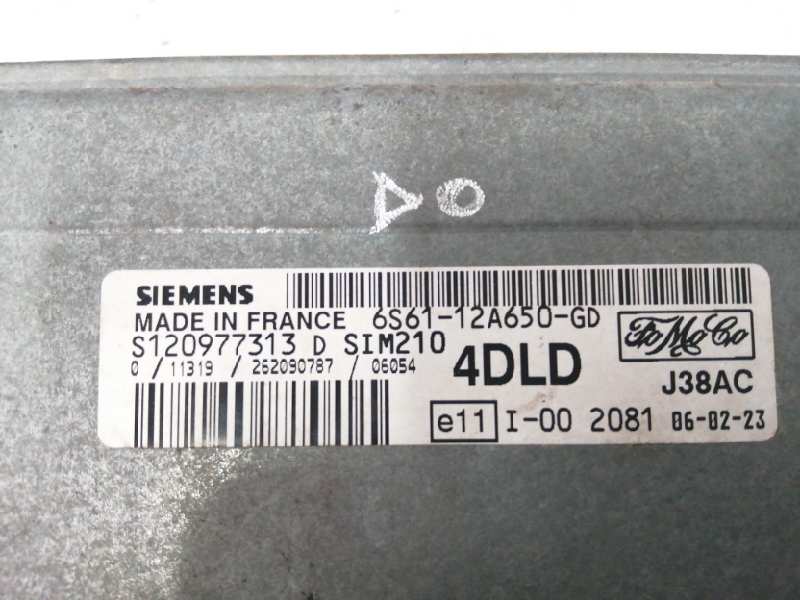 DO
SIEMENS
MADE IN FRANCE 6S61-12A650-GD
S120977313 D SIM210
FoMoCo
0 / 11319 / 262090787 / 06054
4DLD
J38AC
e11 I-00 2081 06-02-23